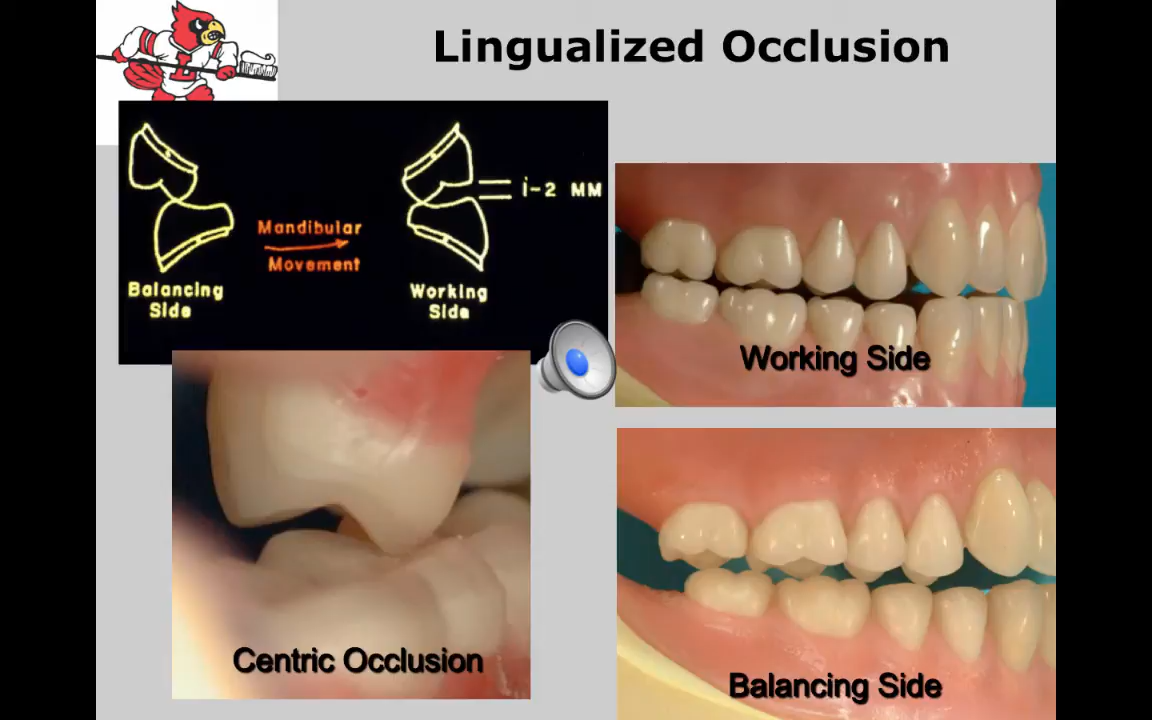 Lingualized Occlusion
1-2 MM
Mandibular
Movement
Balancing
Side
Working
Side
Working Side
Centric Occlusion
Balancing Side
L